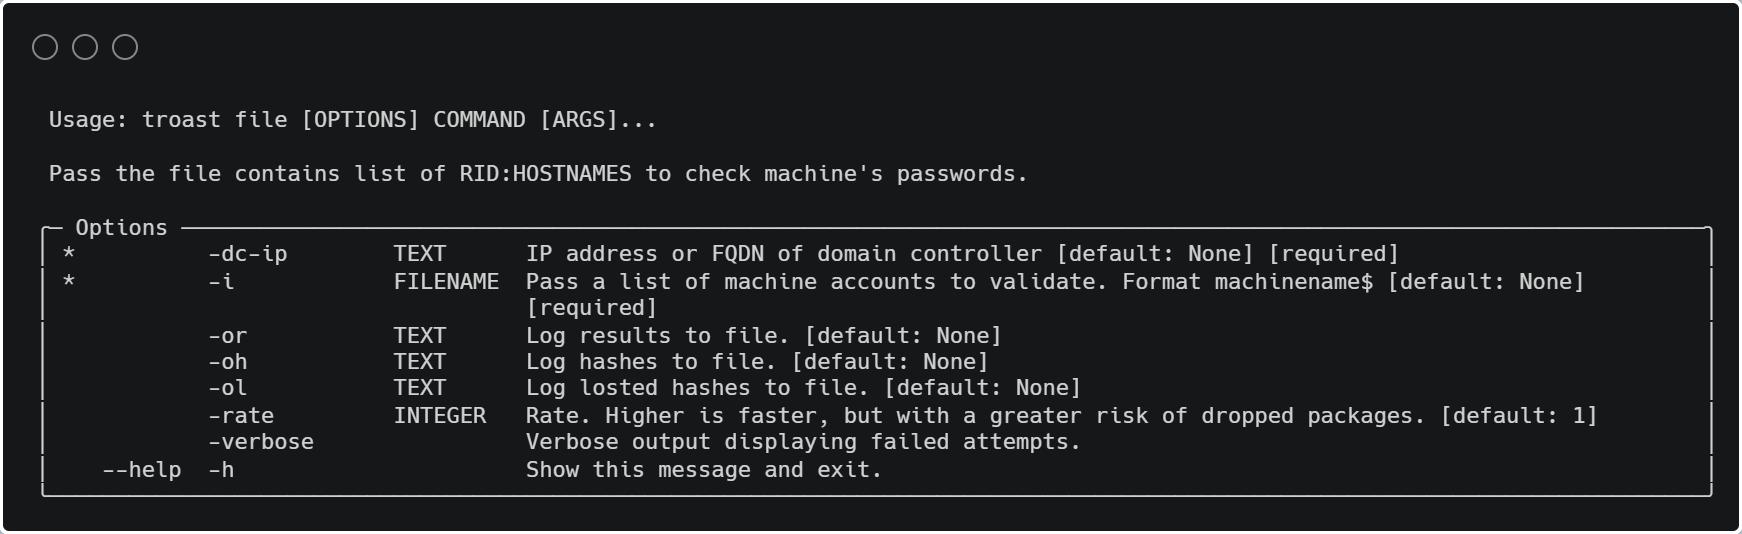 Usage: troast file [OPTIONS] COMMAND [ARGS]...
Pass the file contains list of RID:HOSTNAMES to check machine's passwords.
Options
* -dc-ip TEXT IP address or FQDN of domain controller [default: None] [required]
* -i FILENAME Pass a list of machine accounts to validate. Format machinename$ [default: None]
[required]
-or TEXT Log results to file. [default: None]
-oh TEXT Log hashes to file. [default: None]
-ol TEXT Log losted hashes to file. [default: None]
-rate INTEGER Rate. Higher is faster, but with a greater risk of dropped packages. [default: 1]
-verbose Verbose output displaying failed attempts.
--help -h Show this message and exit.